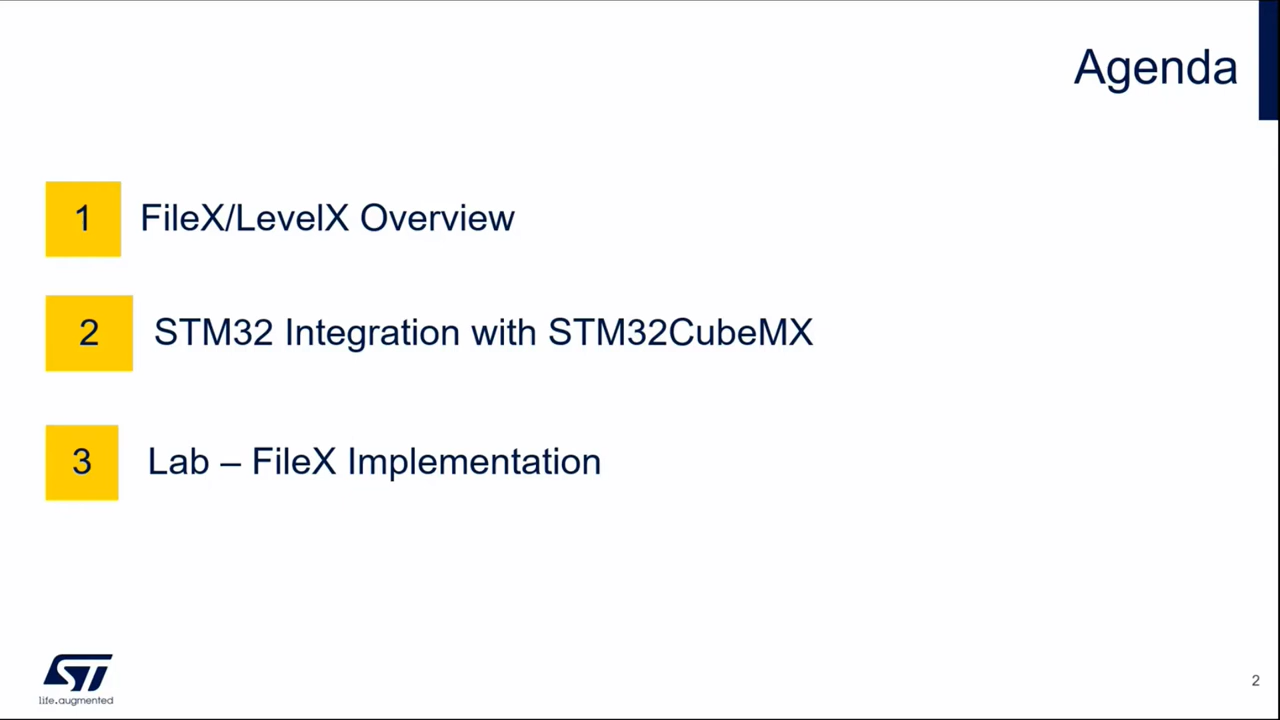 Agenda
1 FileX/LevelX Overview
2 STM32 Integration with STM32CubeMX
3 Lab – FileX Implementation
ST
life.augmented
2